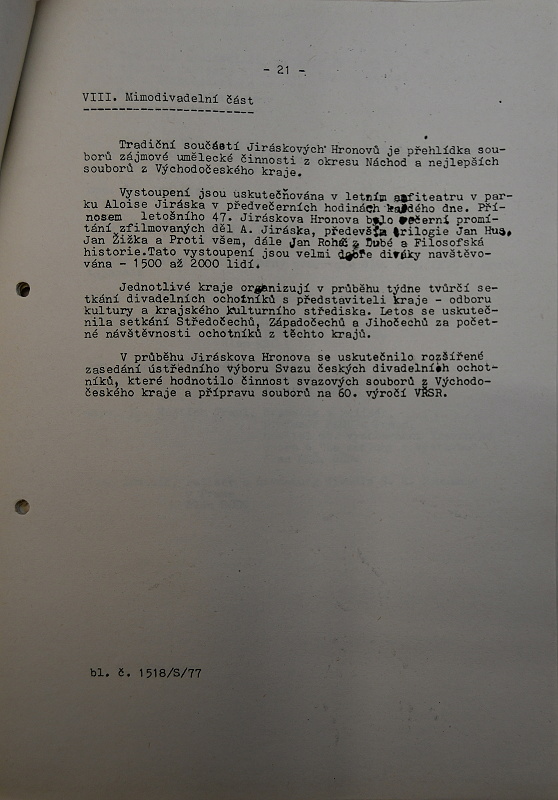 - 21 -
VIII. Mimodivadelní část
Tradiční součástí Jiráskových Hronovů je přehlídka sou-
borů zájmové umělecké činnosti z okresu Náchod a nejlepších
souborů z Východočeského kraje.
Vystoupení jsou uskutečňována v letním amfiteatru v par-
ku Aloise Jiráska v předvečerních hodinách každého dne. Pří-
nosem letošního 47. Jiráskova Hronova bylo večerní promí-
tání zfilmovaných děl A. Jiráska, především trilogie Jan Hus,
Jan Žižka a Proti všem, dále Jan Roháč z Dubé a Filosofská
historie.Tato vystoupení jsou velmi dobře diváky navštěvo-
vána - 1500 až 2000 lidí.
Jednotlivé kraje organizují v průběhu týdne tvůrčí se-
tkání divadelních ochotníků s představiteli kraje - odboru
kultury a krajského kulturního střediska. Letos se uskuteč-
nila setkání Středočechů, Západočechů a Jihočechů za počet-
né návštěvnosti ochotníků z těchto krajů.
V průběhu Jiráskova Hronova se uskutečnilo rozšířené
zasedání ústředního výboru Svazu českých divadelních ochot-
níků, které hodnotilo činnost svazových souborů z Východo-
českého kraje a přípravu souborů na 60. výročí VŘSR.
bl. č. 1518/S/77